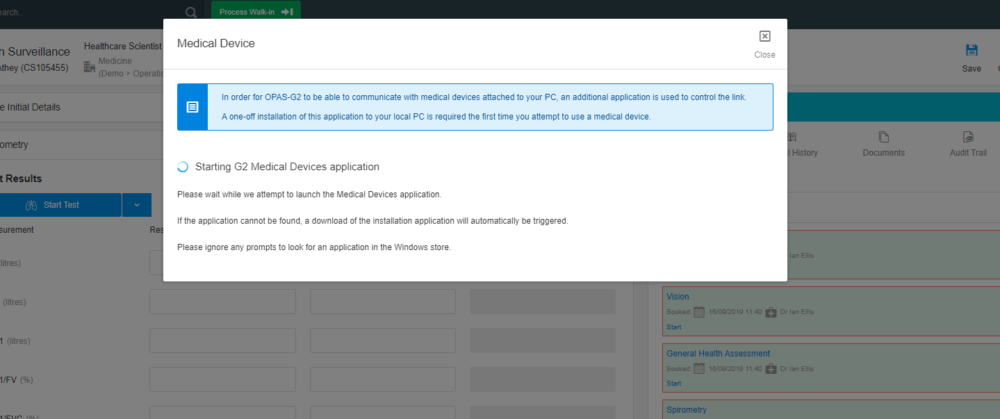 earch..
Process Walk-in
h Surveillance
Healthcare Scientist
Athey (CS105455)
Medicine
(Demo > Operatio
Medical Device
Close
Save
In order for OPAS-G2 to be able to communicate with medical devices attached to your PC, an additional application is used to control the link.
A one-off installation of this application to your local PC is required the first time you attempt to use a medical device.
e Initial Details
ometry
l History
Documents
Audit Trail
Starting G2 Medical Devices application
t Results
Please wait while we attempt to launch the Medical Devices application.
Start Test
If the application cannot be found, a download of the installation application will automatically be triggered.
surement
Res
Please ignore any prompts to look for an application in the Windows store.
Ian Ellis
(litres)
Vision
(litres)
Booked: 16/09/2019 11:40 Dr Ian Ellis
Start
1 (litres)
General Health Assessment
Booked: 16/09/2019 11:40 Dr Ian Ellis
1/FV (%)
Start
Spirometry
1/FVC (%)